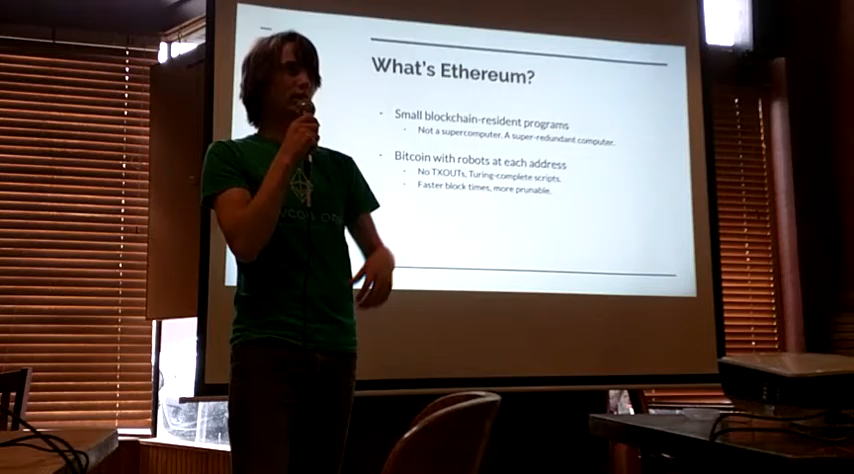 What's Ethereum?
- Small blockchain-resident programs
- Not a supercomputer. A super-redundant computer.
- Bitcoin with robots at each address
- No TXOUTs, Turing-complete scripts.
- Faster block times, more prunable.